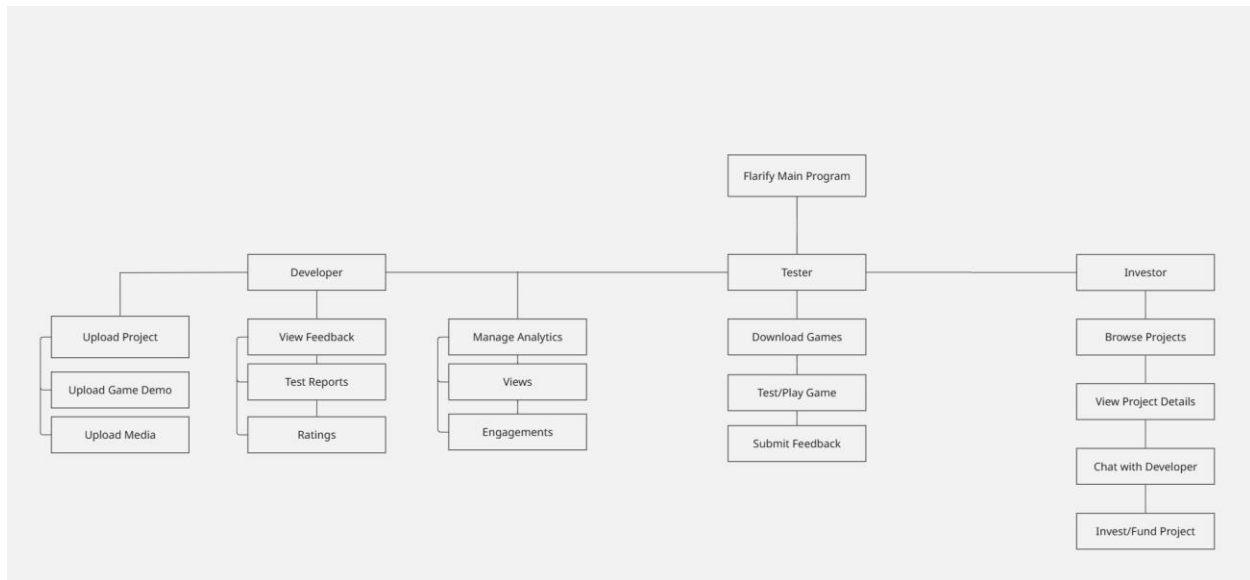 Flarify Main Program
Developer
Tester
Investor
Upload Project
View Feedback
Manage Analytics
Download Games
Browse Projects
Upload Game Demo
Test Reports
Views
Test/Play Game
View Project Details
Upload Media
Ratings
Engagements
Submit Feedback
Chat with Developer
Invest/Fund Project